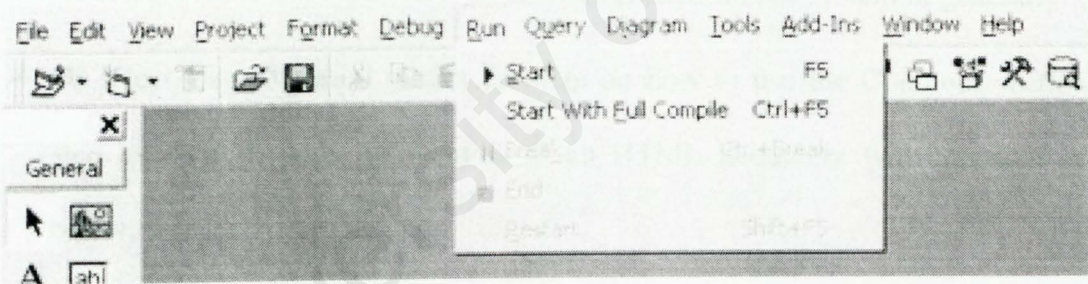 File Edit View Project Format Debug Run Query Diagram Tools Add-Ins Window Help
Start F5
Start With Full Compile Ctrl+F5
Break Ctrl+Break
End
Restart Shift+F5
General
A ab